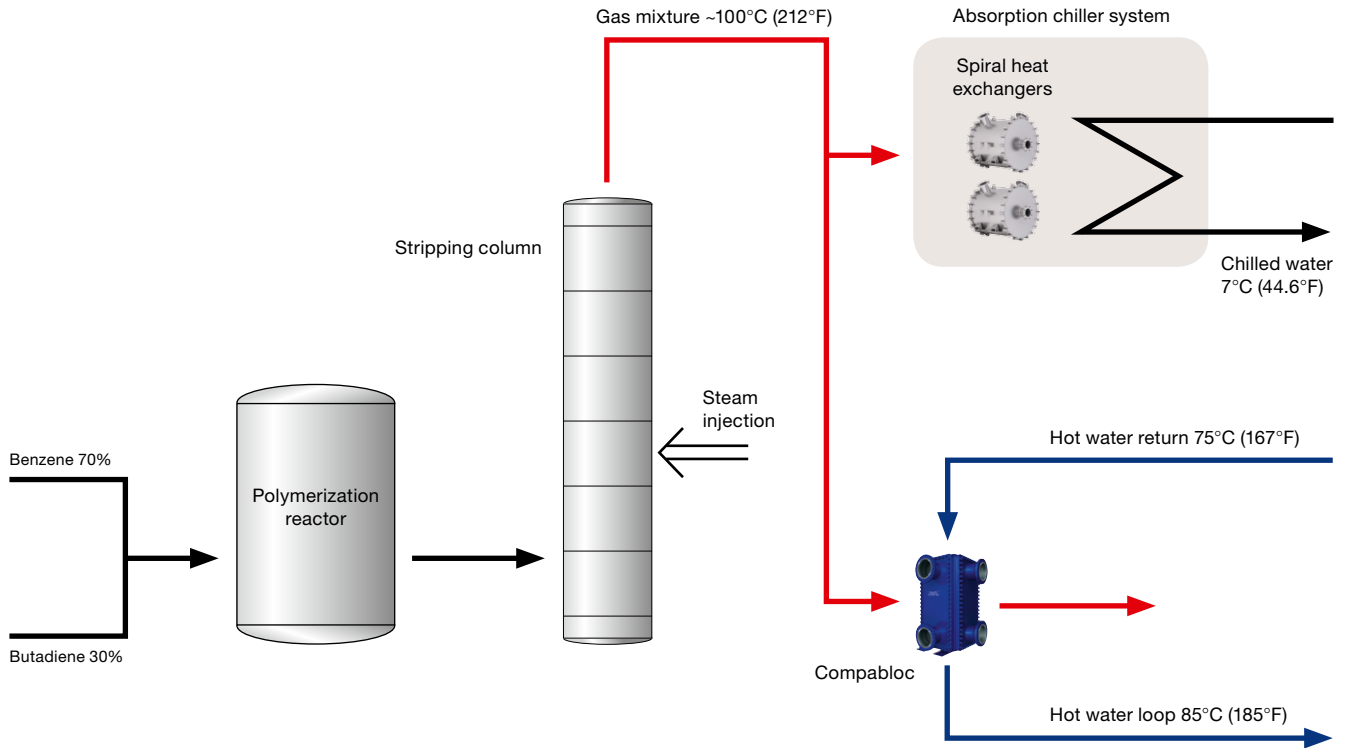 Gas mixture ~100°C (212°F)
Absorption chiller system
Spiral heat
exchangers
Stripping column
Chilled water
7°C (44.6°F)
Steam
injection
Hot water return 75°C (167°F)
Benzene 70%
Polymerization
reactor
Butadiene 30%
Compabloc
Hot water loop 85°C (185°F)